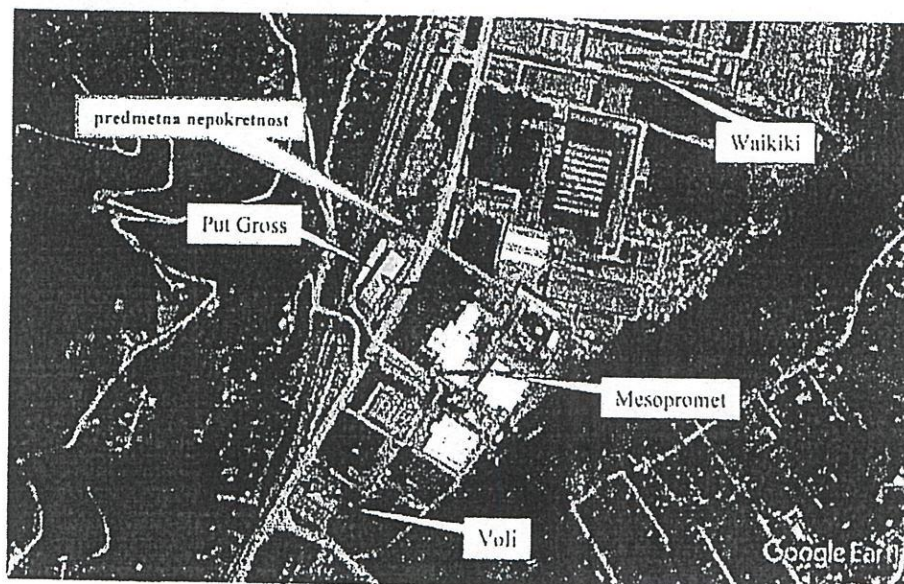 predmetna nepokretnost
Waikiki
Put Gross
Mesopromet
Voli
Google Earth